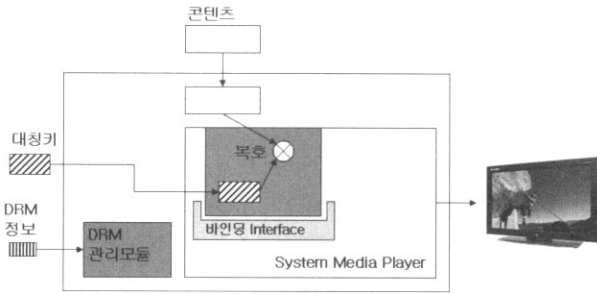 콘텐츠
대칭키
복호
DRM
정보
DRM
관리모듈
바인딩 Interface
System Media Player